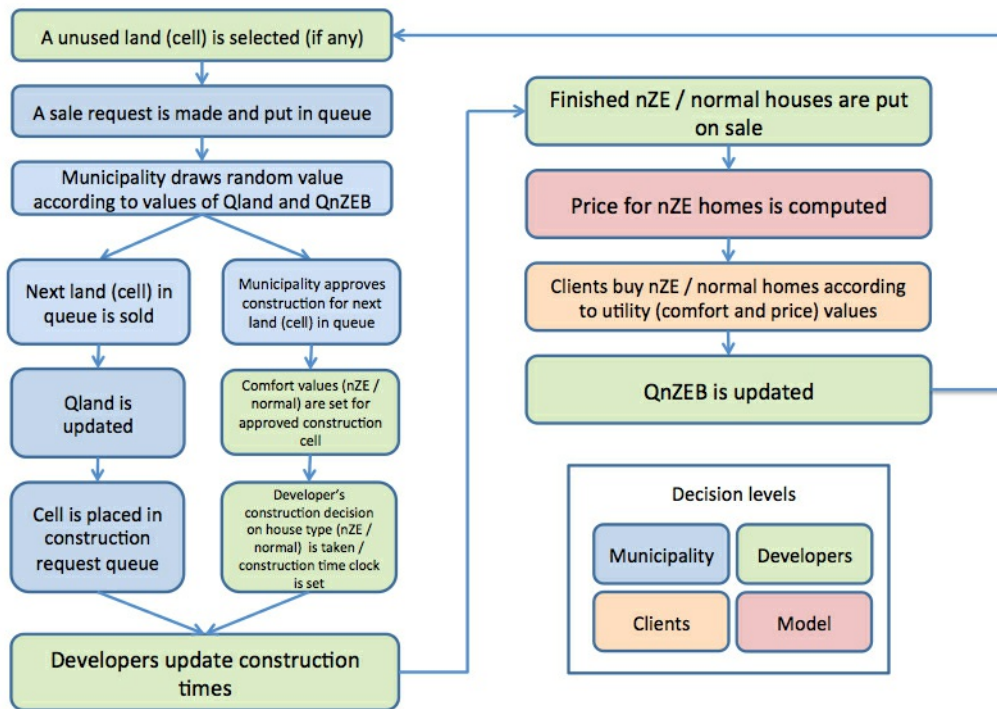 A unused land (cell) is selected (if any)
A sale request is made and put in queue
Municipality draws random value
according to values of Qland and QnZEB
Next land (cell) in
queue is sold
Qland is
updated
Cell is placed in
construction
request queue
Municipality approves
construction for next
land (cell) in queue
Comfort values (nZE /
normal) are set for
approved construction
cell
Developer's
construction decision
on house type (nZE /
normal) is taken /
construction time clock
is set
Developers update construction
times
Finished nZE / normal houses are put
on sale
Price for nZE homes is computed
Clients buy nZE / normal homes according
to utility (comfort and price) values
QnZEB is updated
Decision levels
Municipality
Developers
Clients
Model